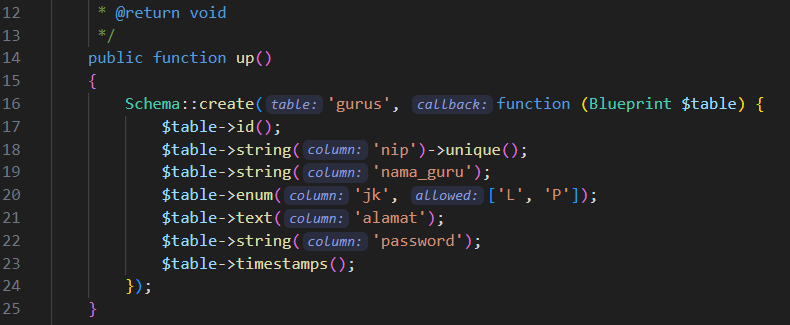 12 * @return void
13 */
14 public function up()
15 {
16 Schema::create( table: 'gurus', callback: function (Blueprint $table) {
17 $table->id();
18 $table->string( column: 'nip')->unique();
19 $table->string( column: 'nama_guru');
20 $table->enum( column: 'jk', allowed: ['L', 'P']);
21 $table->text( column: 'alamat');
22 $table->string( column: 'password');
23 $table->timestamps();
24 });
25 }